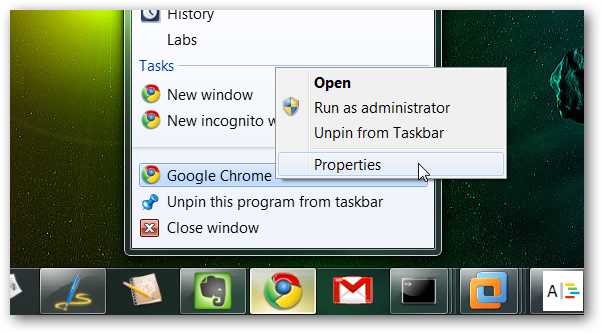 History
Labs
Tasks
New window
New incognito w
Open
Run as administrator
Unpin from Taskbar
Properties
Google Chrome
Unpin this program from taskbar
Close window
A